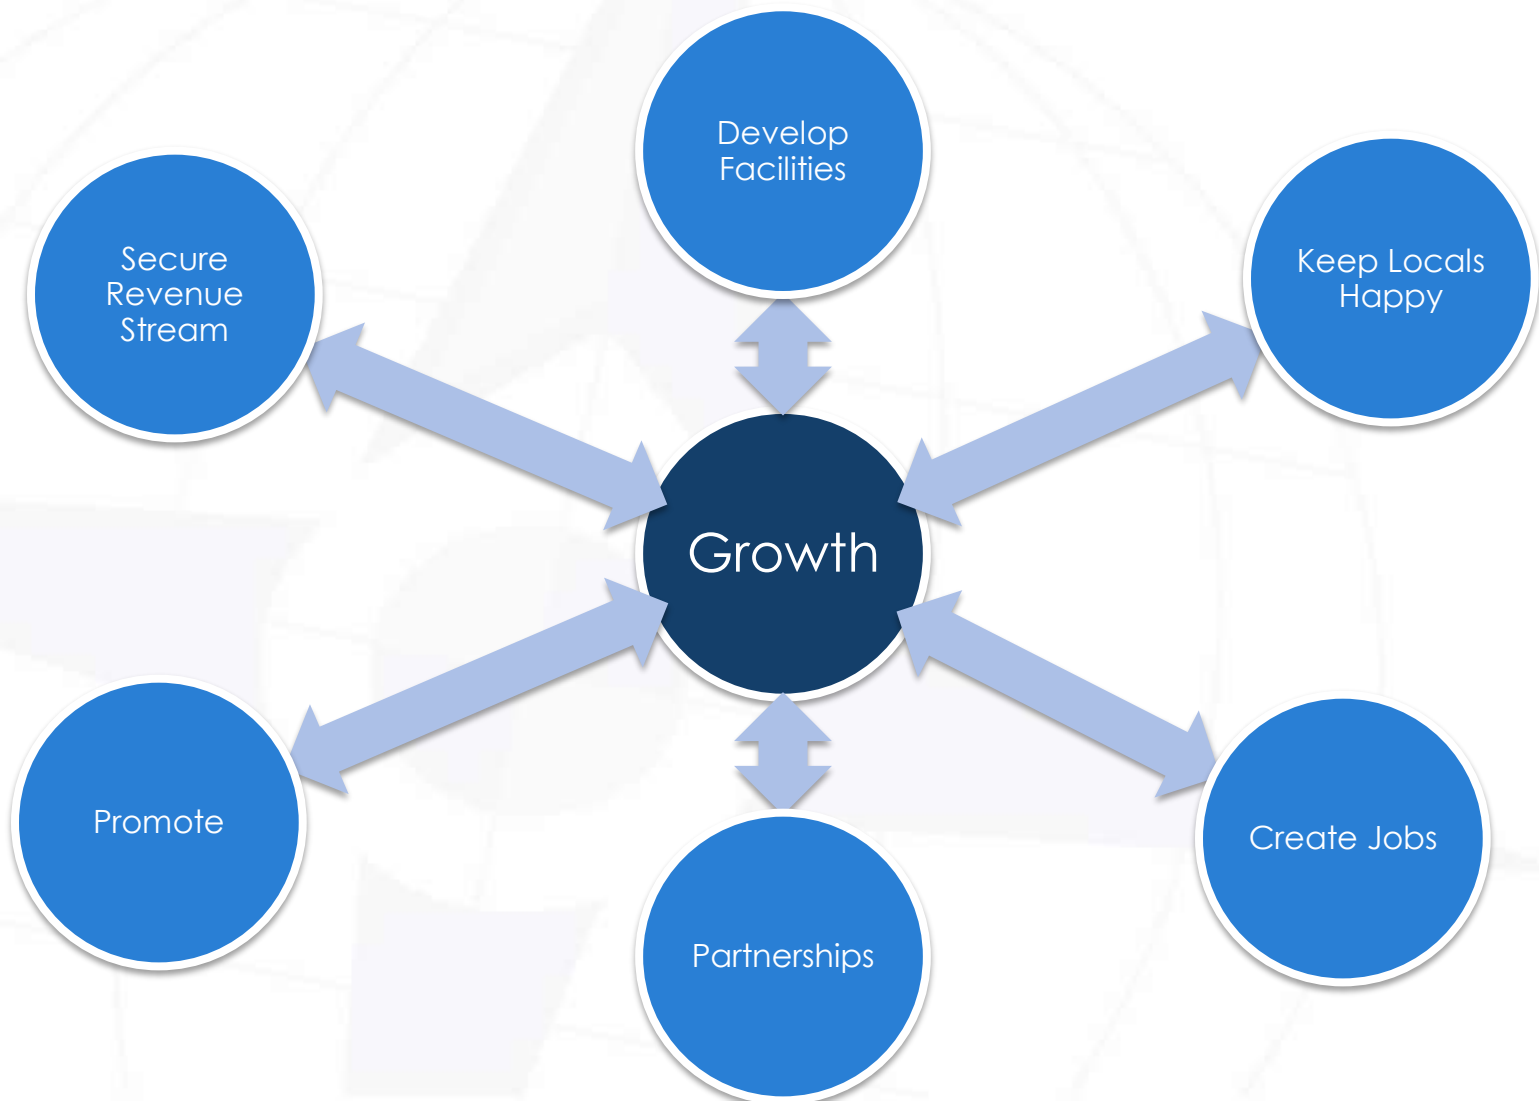 Develop
Facilities
Secure
Revenue
Stream
Keep Locals
Happy
Growth
Promote
Create Jobs
Partnerships